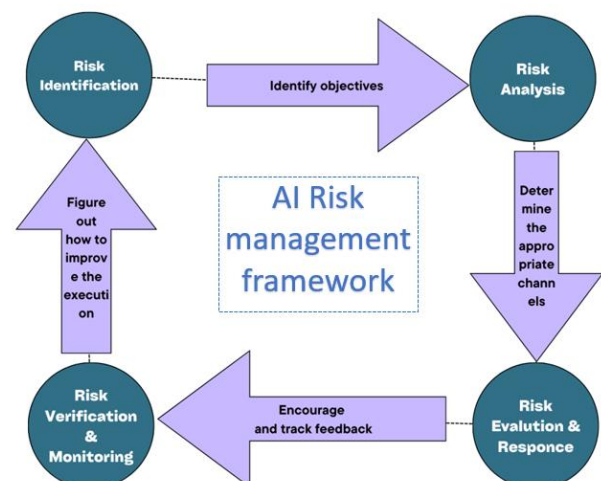 Risk
Identification
Identify objectives
Risk
Analysis
Deter
mine
the
appro
priate
chann
els
Risk
Evalution &
Responce
Encourage
and track feedback
Risk
Verification
&
Monitoring
Figure
out
how to
improv
e the
executi
on
AI Risk
management
framework